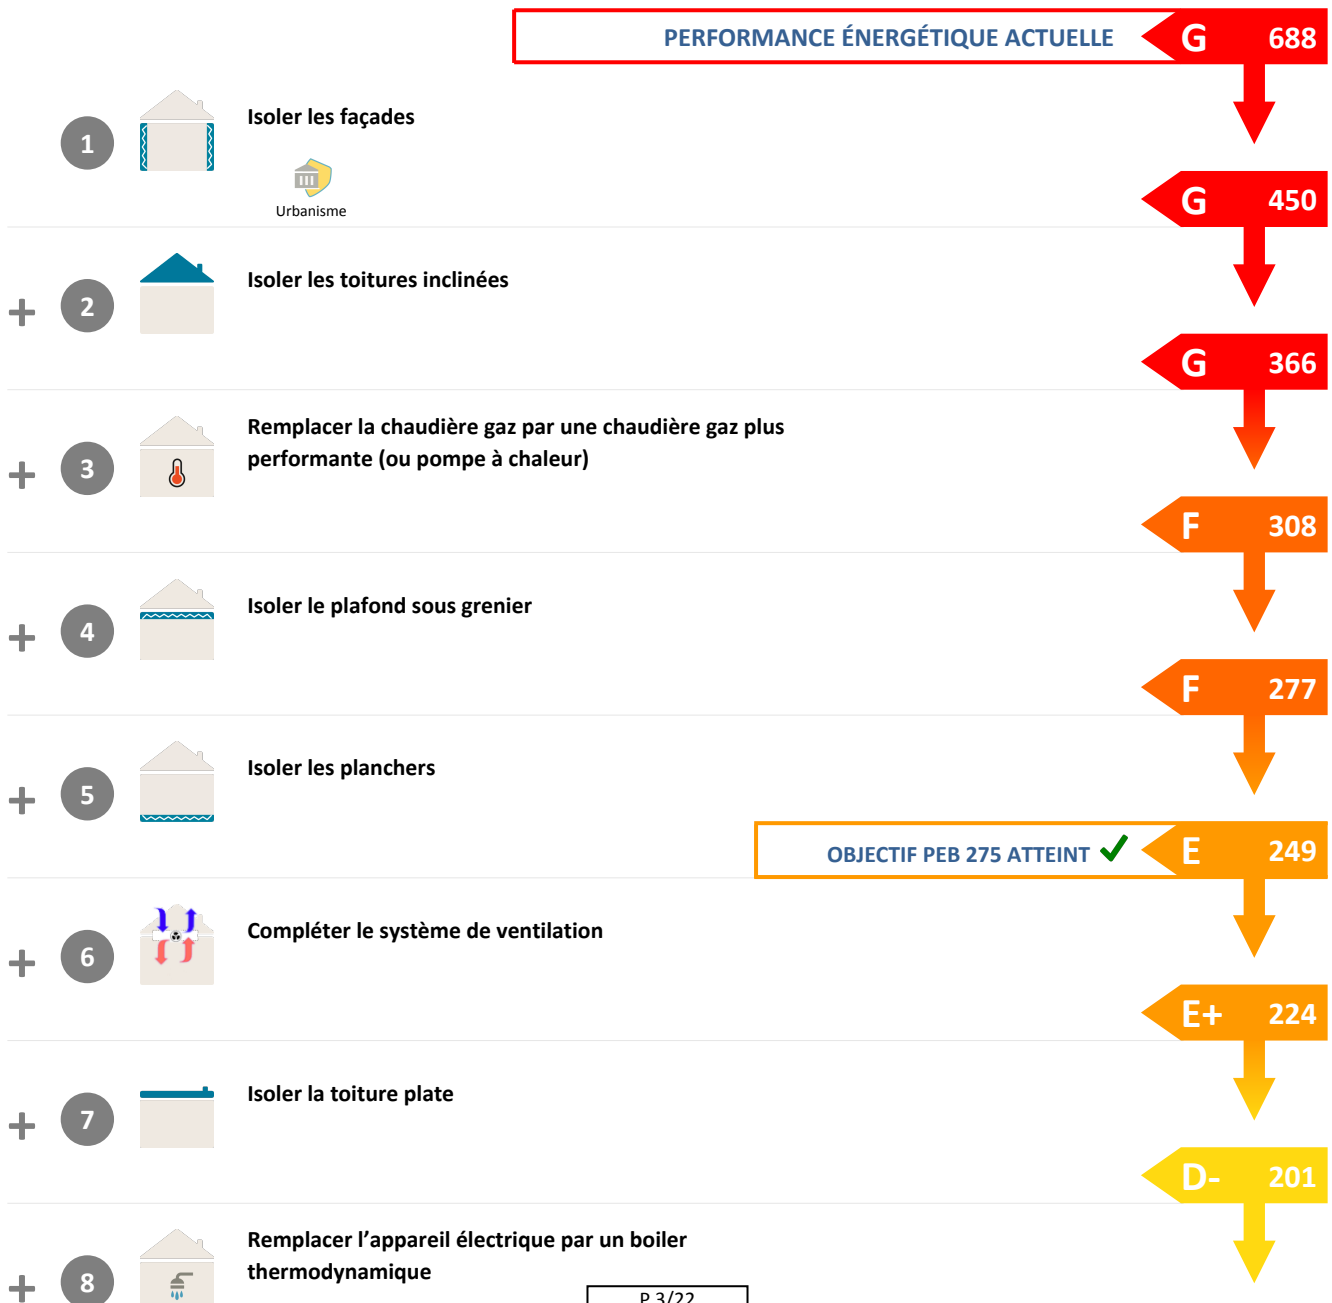 PERFORMANCE ÉNERGÉTIQUE ACTUELLE G 688
1 Isoler les façades
Urbanisme
G 450
+ 2 Isoler les toitures inclinées
G 366
+ 3 Remplacer la chaudière gaz par une chaudière gaz plus
performante (ou pompe à chaleur)
F 308
+ 4 Isoler le plafond sous grenier
F 277
+ 5 Isoler les planchers
OBJECTIF PEB 275 ATTEINT E 249
+ 6 Compléter le système de ventilation
E+ 224
+ 7 Isoler la toiture plate
D- 201
+ 8 Remplacer l’appareil électrique par un boiler
thermodynamique
P 3/22